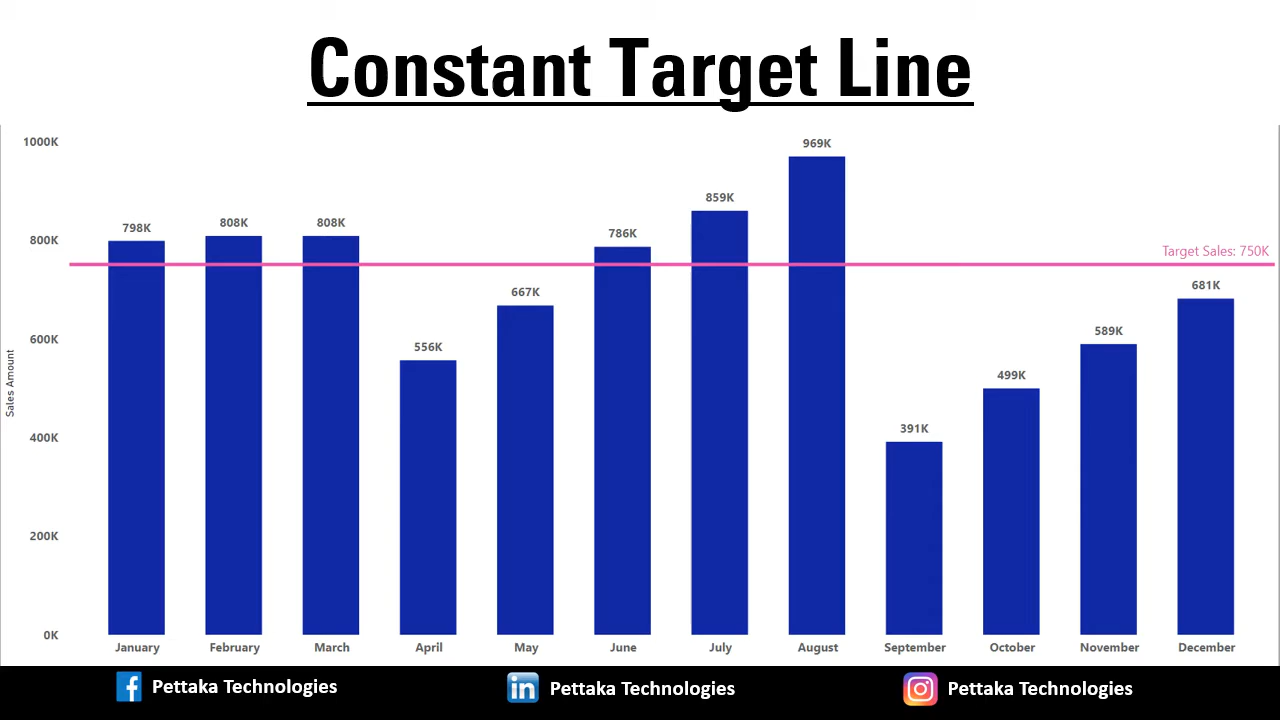 Constant Target Line
1000K
800K
600K
400K
200K
0K
Sales Amount
798K
808K
808K
556K
667K
786K
859K
969K
391K
499K
589K
681K
Target Sales: 750K
January February March April May June July August September October November December
Pettaka Technologies Pettaka Technologies Pettaka Technologies